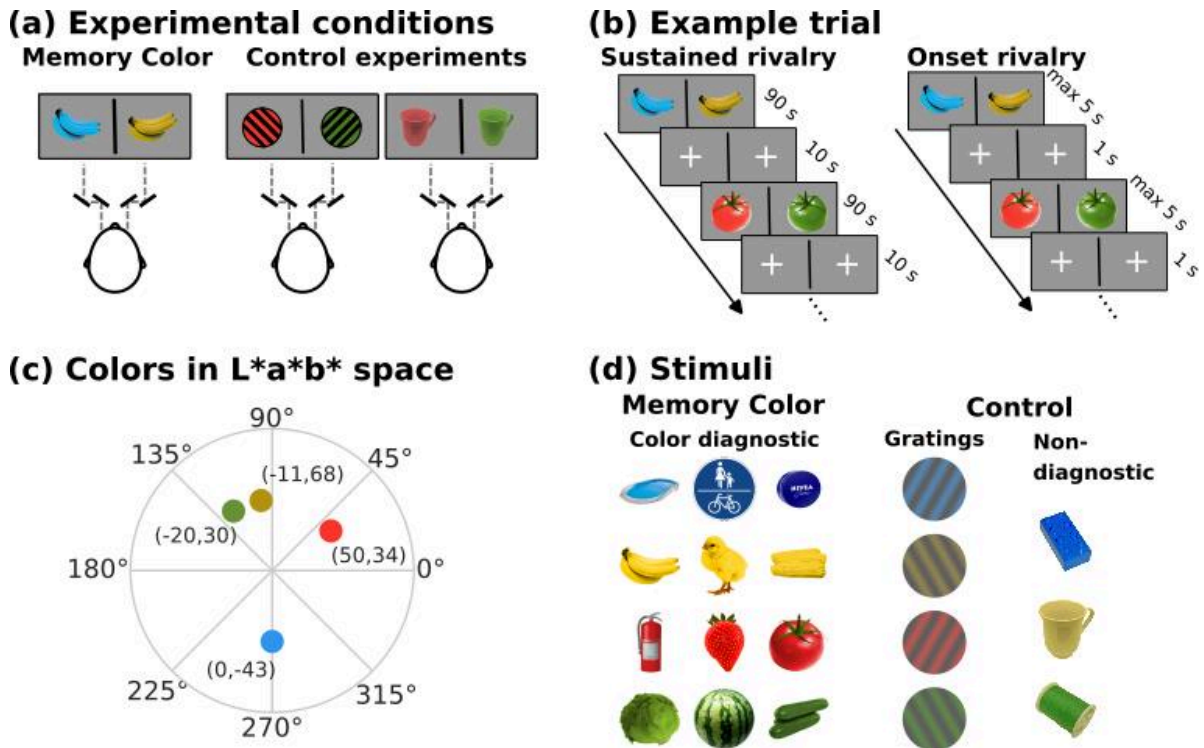 (a) Experimental conditions
Memory Color
Control experiments
(b) Example trial
Sustained rivalry
90 s
10 s
90 s
10 s
.....
Onset rivalry
max 5 s
1 s
max 5 s
1 s
.....
(c) Colors in L*a*b* space
90°
135°
45°
(-11,68)
(-20,30)
(50,34)
180°
0°
(0,-43)
225°
315°
270°
(d) Stimuli
Memory Color
Control
Color diagnostic
Gratings
Non-
diagnostic
NIVEA